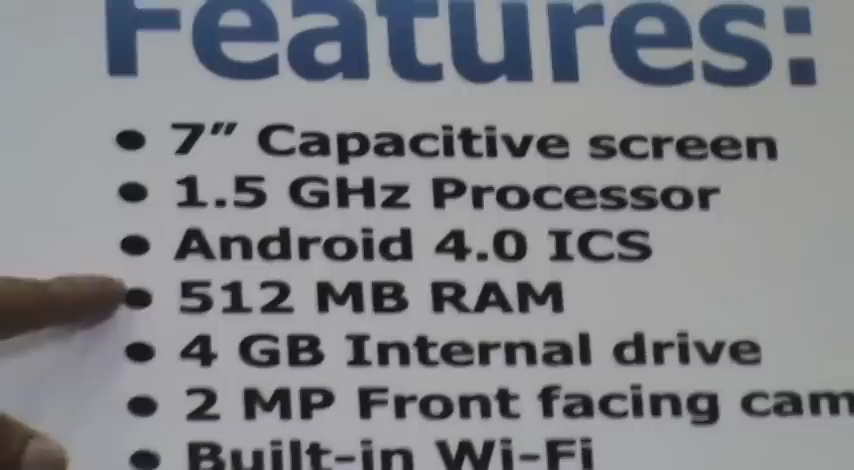 Features:
• 7" Capacitive screen
• 1.5 GHz Processor
• Android 4.0 ICS
• 512 MB RAM
• 4 GB Internal drive
• 2 MP Front facing cam
• Built-in Wi-Fi